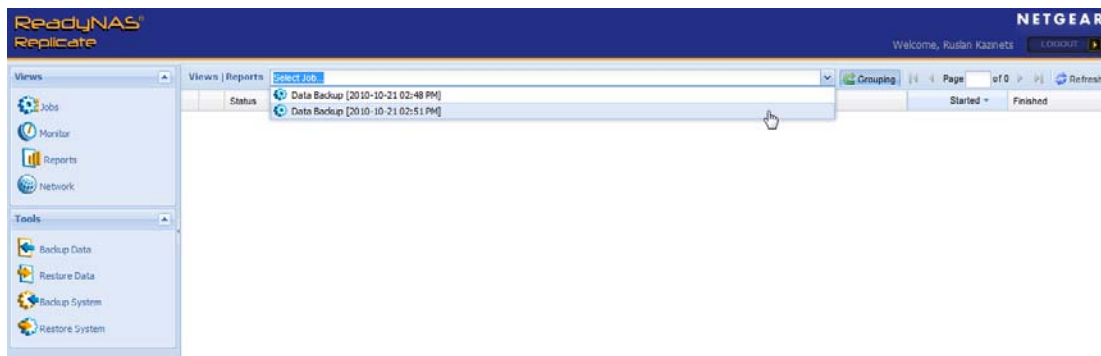 ReadyNAS®
Replicate
NETGEAR
Welcome, Ruslan Kazinets
LOGOUT
Views
Jobs
Monitor
Reports
Network
Tools
Backup Data
Restore Data
Backup System
Restore System
Views | Reports Select Job... Grouping Page of 0 Refresh
Status Started Finished
Data Backup [2010-10-21 02:48 PM]
Data Backup [2010-10-21 02:51 PM]